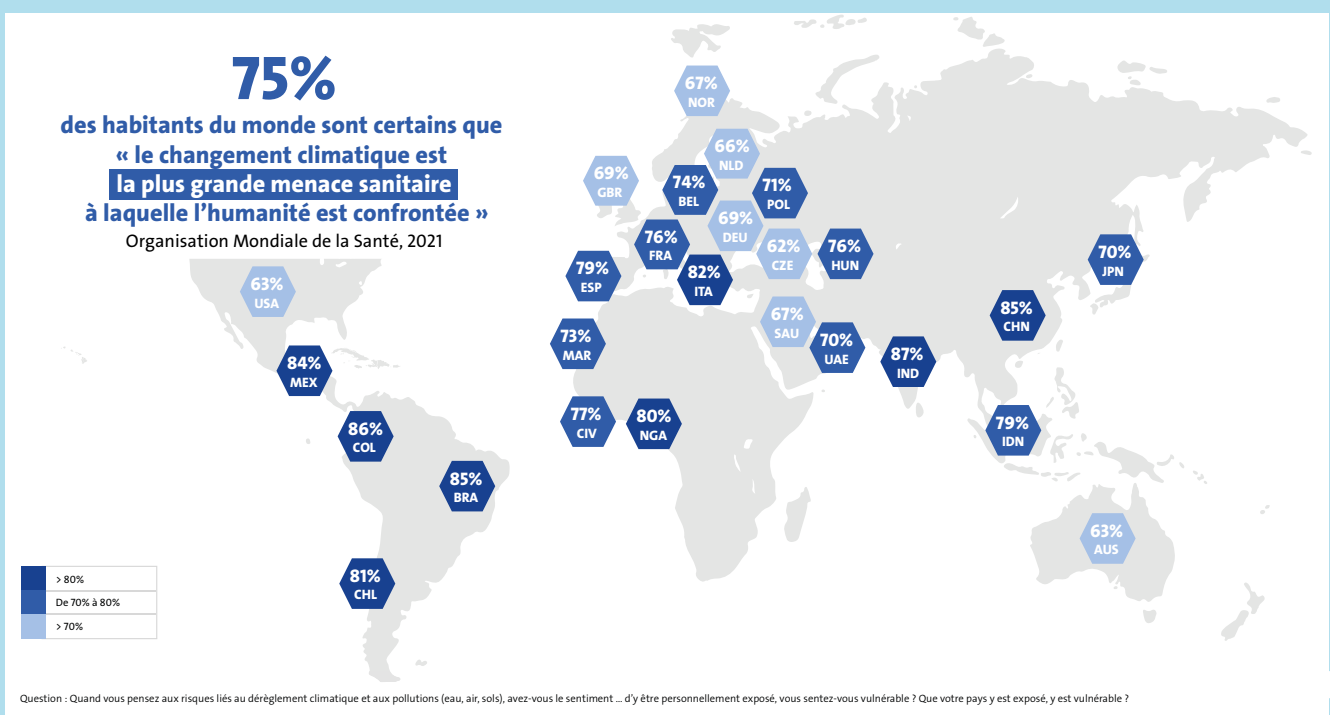 75%
des habitants du monde sont certains que
« le changement climatique est
la plus grande menace sanitaire
à laquelle l'humanité est confrontée »
Organisation Mondiale de la Santé, 2021
67%
NOR
66%
NLD
69%
GBR
74%
BEL
71%
POL
69%
DEU
76%
FRA
62%
CZE
76%
HUN
79%
ESP
82%
ITA
70%
JPN
63%
USA
67%
SAU
85%
CHN
73%
MAR
70%
UAE
87%
IND
84%
MEX
77%
CIV
80%
NGA
79%
IDN
86%
COL
85%
BRA
63%
AUS
81%
CHL
> 80%
De 70% à 80%
> 70%
Question : Quand vous pensez aux risques liés au dérèglement climatique et aux pollutions (eau, air, sols), avez-vous le sentiment ... d'y être personnellement exposé, vous sentez-vous vulnérable ? Que votre pays y est exposé, y est vulnérable ?